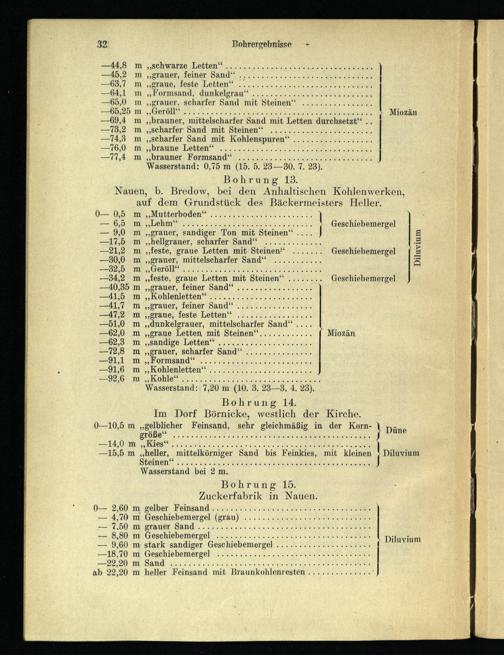 32 Bohrergebnisse
—44,8 m „schwarze Letten“
—45,2 m „grauer, feiner Sand“
—63,7 m „graue, feste Letten“
—64,1 m „Formsand, dunkelgrau“
—65,0 m „grauer, scharfer Sand mit Steinen“
—65,25 m „Geröll“ Miozän
—69,4 m „brauner, mittelscharfer Sand mit Letten durchsetzt“
—73,2 m „scharfer Sand mit Steinen“
—74,3 m „scharfer Sand mit Kohlenspuren“
—76,0 m „braune Letten“
—77,4 m „brauner Formsand“
Wasserstand: 0,75 m (15. 5. 23—30. 7. 23).
Bohrung 13.
Nauen, b. Bredow, bei den Anhaltischen Kohlenwerken,
auf dem Grundstück des Bäckermeisters Heller.
0— 0,5 m „Mutterboden“
— 6,5 m „Lehm“ Geschiebemergel
— 9,0 m „grauer, sandiger Ton mit Steinen“
—17,5 m „hellgrauer, scharfer Sand“
—21,2 m „feste, graue Letten mit Steinen“ Geschiebemergel Diluvium
—30,0 m „grauer, mittelscharfer Sand“
—32,5 m „Geröll“
—34,2 m „feste, graue Letten mit Steinen“ Geschiebemergel
—40,35 m „grauer, feiner Sand“
—41,5 m „Kohlenletten“
—41,7 m „grauer, feiner Sand“
—47,2 m „graue, feste Letten“
—51,0 m „dunkelgrauer, mittelscharfer Sand“
—62,0 m „graue Letten mit Steinen“ Miozän
—62,3 m „sandige Letten“
—72,8 m „grauer, scharfer Sand“
—91,1 m „Formsand“
—91,6 m „Kohlenletten“
—92,6 m „Kohle“
Wasserstand: 7,20 m (10. 3. 23—3. 4. 23).
Bohrung 14.
Im Dorf Börnicke, westlich der Kirche.
0—10,5 m „gelblicher Feinsand, sehr gleichmäßig in der Korn-
größe“ Düne
—14,0 m „Kies“
—15,5 m „heller, mittelkörniger Sand bis Feinkies, mit kleinen Diluvium
Steinen“
Wasserstand bei 2 m.
Bohrung 15.
Zuckerfabrik in Nauen.
0— 2,60 m gelber Feinsand
— 4,70 m Geschiebemergel (grau)
— 7.50 m grauer Sand
— 8,80 m Geschiebemergel
— 9,60 m stark sandiger Geschiebemergel Diluvium
—18,70 m Geschiebemergel
—22,20 m Sand
ab 22,20 m heller Feinsand mit Braunkohlenresten